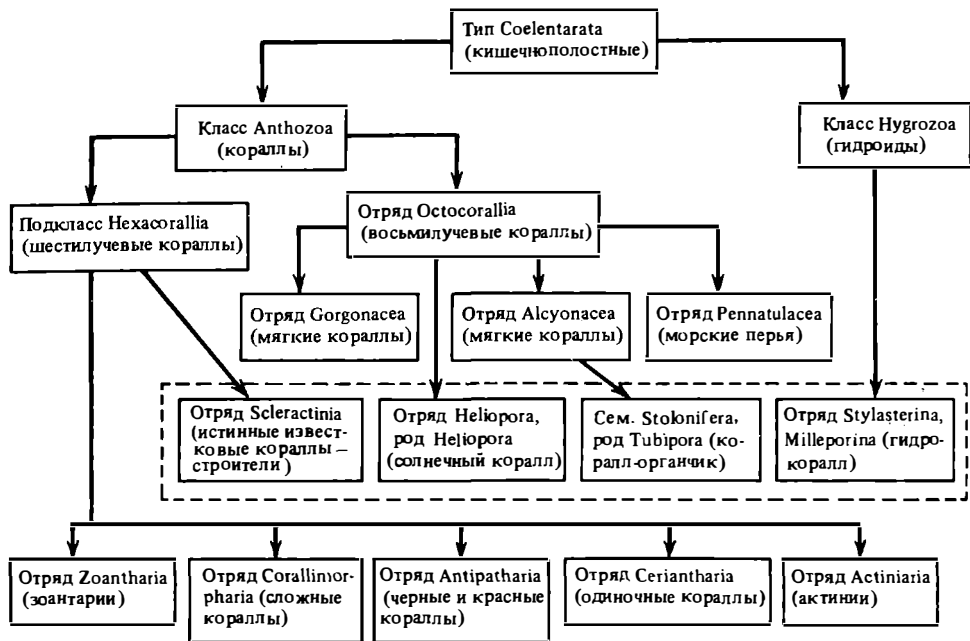 Тип Coelentarata
(кишечнополостные)
Класс Anthozoa
(кораллы)
Класс Hygrozoa
(гидроиды)
Подкласс Hexacorallia
(шестилучевые кораллы)
Отряд Octocorallia
(восьмилучевые кораллы)
Отряд Gorgonacea
(мягкие кораллы)
Отряд Alcyonacea
(мягкие кораллы)
Отряд Pennatulacea
(морские перья)
Отряд Scleractinia
(истинные извест-
ковые кораллы —
строители)
Отряд Heliopora,
род Heliopora
(солнечный коралл)
Сем. Stolonifera,
род Tubipora (ко-
ралл-органчик)
Отряд Stylasterina,
Milleporina (гидро-
коралл)
Отряд Zoantharia
(зоантарии)
Отряд Corallimor-
pharia (сложные
кораллы)
Отряд Antipatharia
(черные и красные
кораллы)
Отряд Ceriantharia
(одиночные кораллы)
Отряд Actiniaria
(актинии)